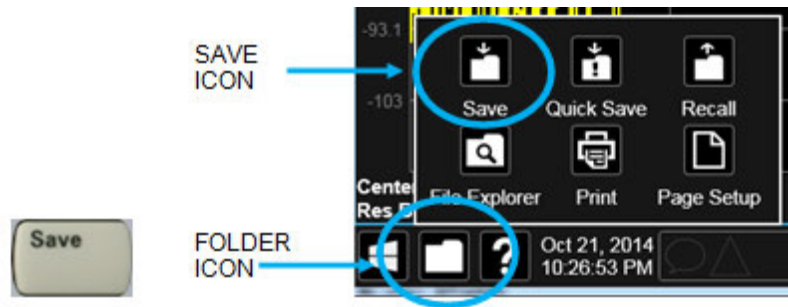 SAVE
ICON
-93.1
Save
Quick Save
Recall
-103
File Explorer
Print
Page Setup
Cente
Res B
Save
FOLDER
ICON
?
Oct 21, 2014
10:26:53 PM